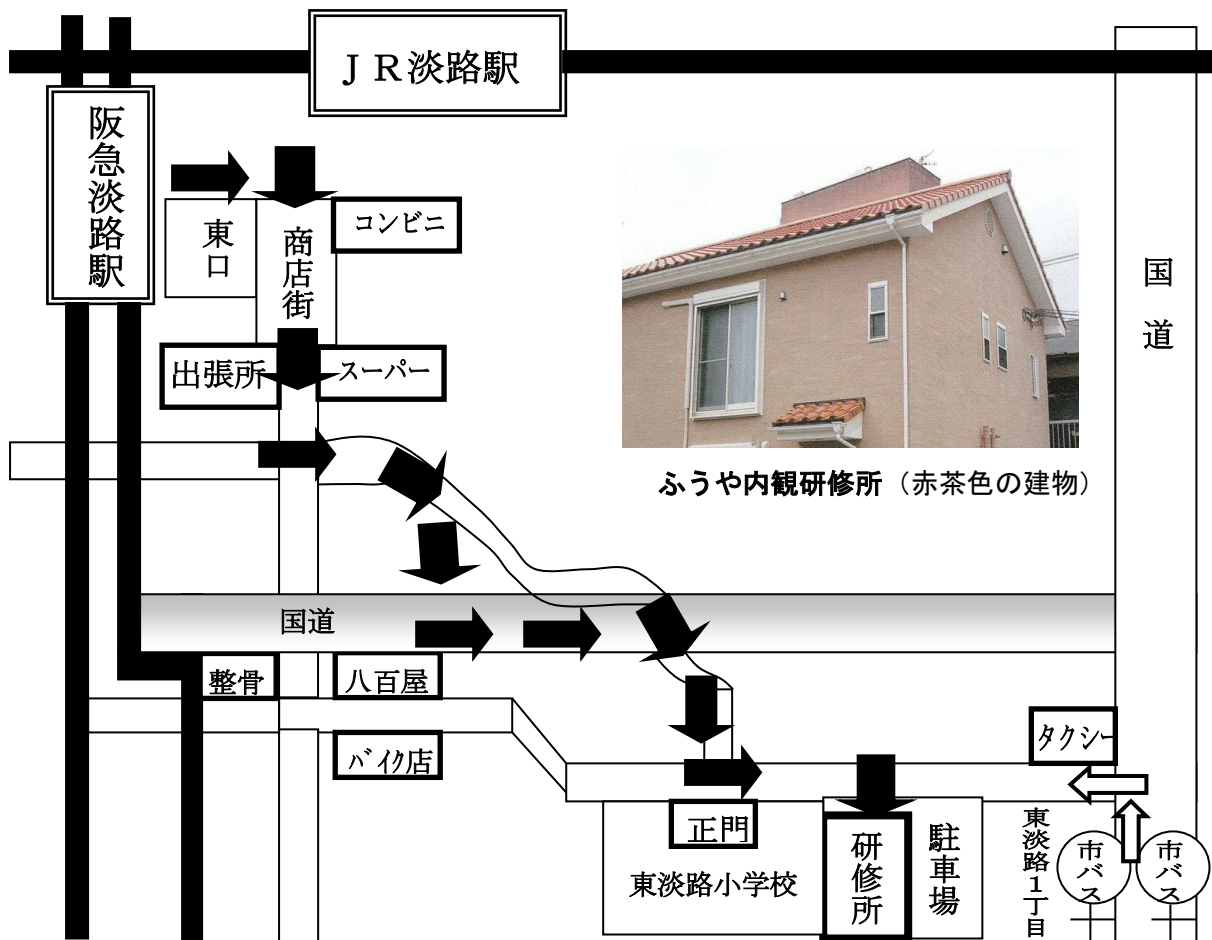 ＪＲ淡路駅
阪急淡路駅
東口
商店街
コンビニ
国道
出張所
スーパー
ふうや内観研修所（赤茶色の建物）
国道
整骨
八百屋
バイク店
タクシー
正門
東淡路小学校
研修所
駐車場
東淡路１丁目
市バス
市バス